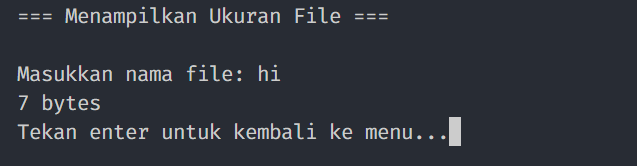 === Menampilkan Ukuran File ===
Masukkan nama file: hi
7 bytes
Tekan enter untuk kembali ke menu...